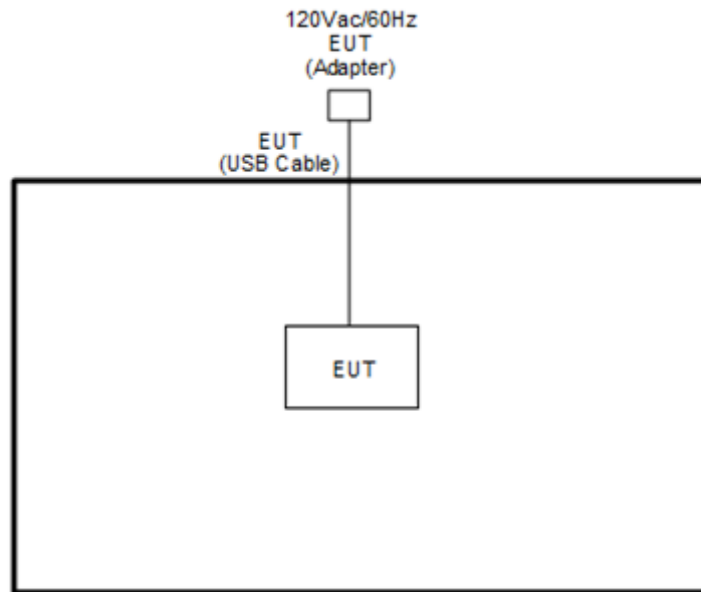 120Vac/60Hz
EUT
(Adapter)
EUT
(USB Cable)
EUT